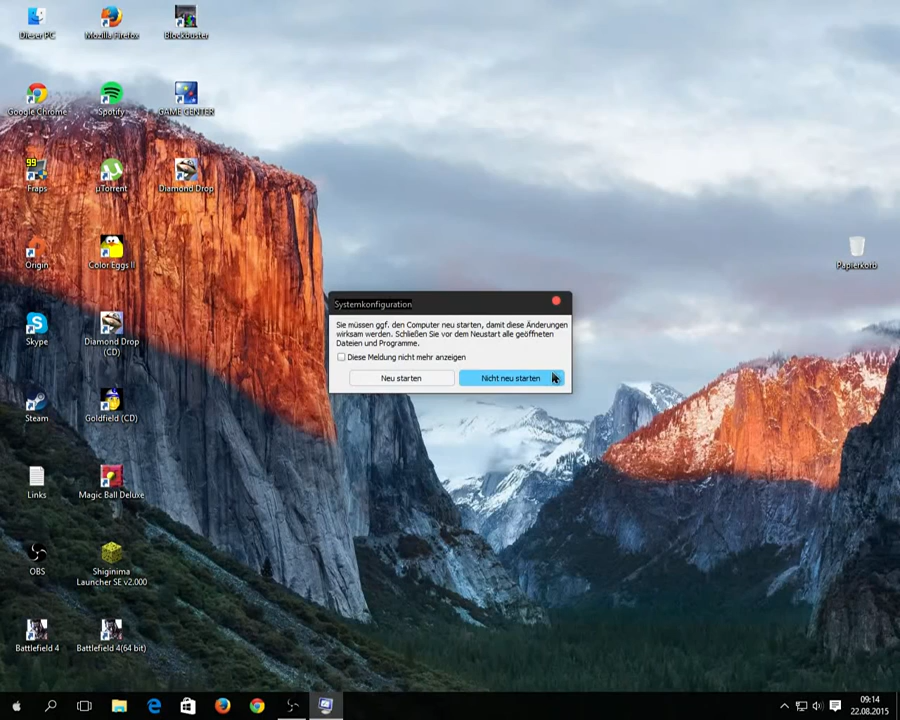 Dieser PC
Mozilla Firefox
Blockbuster
Google Chrome
Spotify
GAME CENTER
99
Fraps
µTorrent
Diamond Drop
Origin
Color Eggs II
Papierkorb
Systemkonfiguration
Sie müssen ggf. den Computer neu starten, damit diese Änderungen
wirksam werden. Schließen Sie vor dem Neustart alle geöffneten
Dateien und Programme.
Diese Meldung nicht mehr anzeigen
Neu starten
Nicht neu starten
Skype
Diamond Drop
(CD)
Steam
Goldfield (CD)
Links
Magic Ball Deluxe
OBS
Shiginima
Launcher SE v2.000
Battlefield 4
Battlefield 4(64 bit)
09:14
22.08.2015